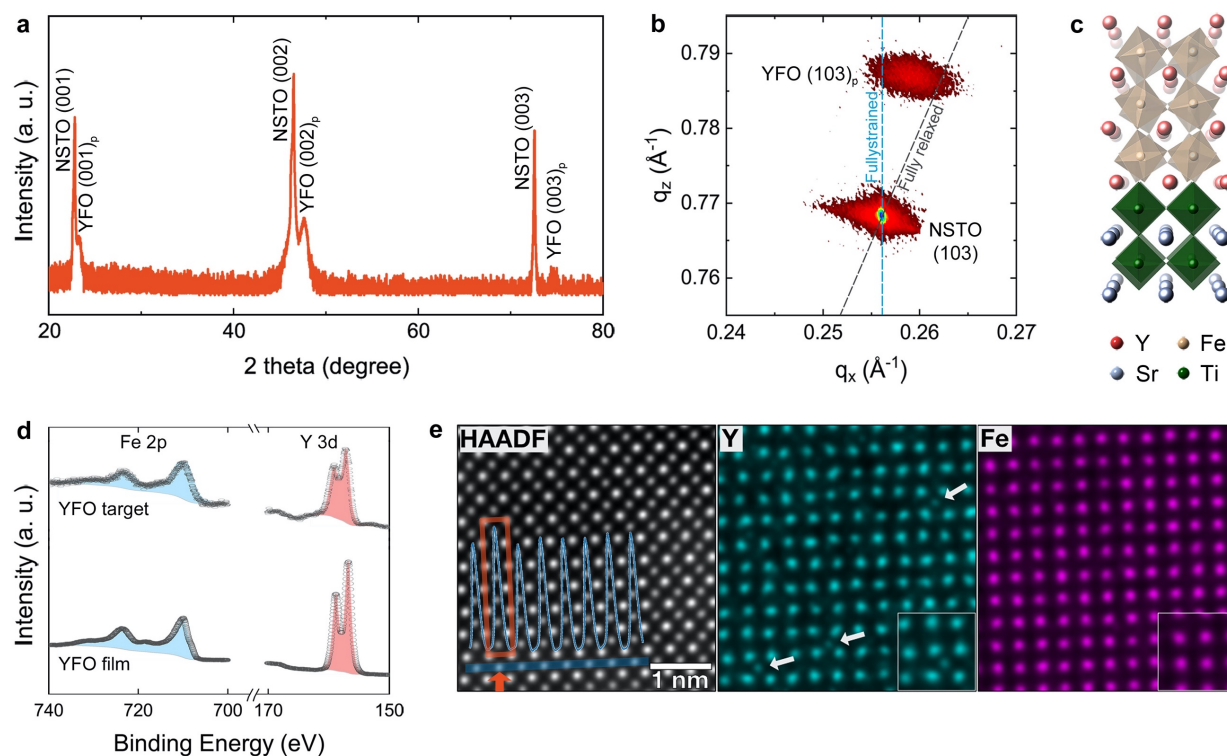 a
Intensity (a. u.)
NSTO (001)
YFO (001)p
NSTO (002)
YFO (002)p
NSTO (003)
YFO (003)p
20 40 60 80
2 theta (degree)
b
qz (Å-1)
0.79
0.78
0.77
0.76
YFO (103)p
Fullystrained
Fully relaxed
NSTO
(103)
0.24 0.25 0.26 0.27
qx (Å-1)
c
Y Fe
Sr Ti
d
Intensity (a. u.)
Fe 2p Y 3d
YFO target
YFO film
740 720 700 170 150
Binding Energy (eV)
e
HAADF
1 nm
Y
Fe